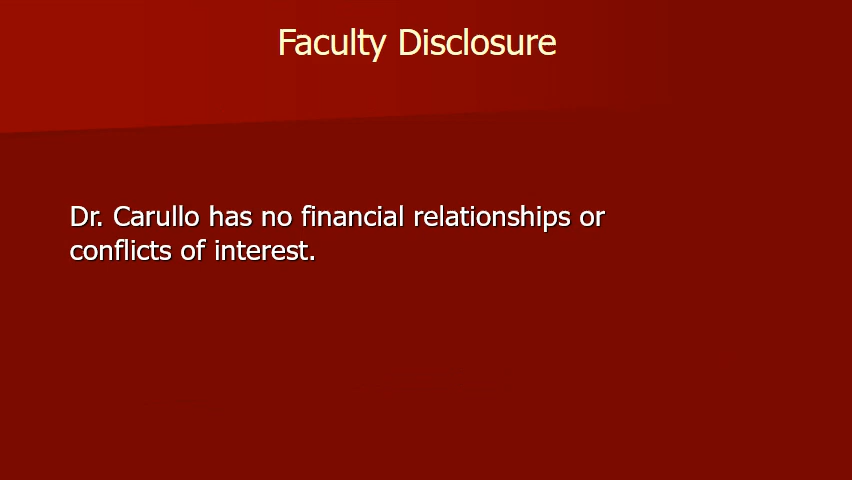 Faculty Disclosure
Dr. Carullo has no financial relationships or
conflicts of interest.